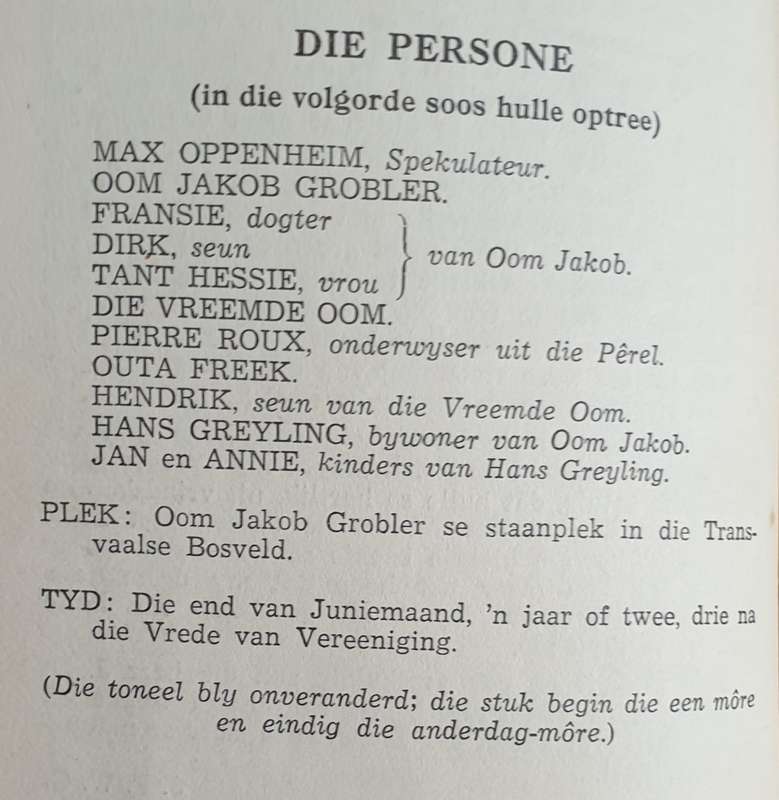 DIE PERSONE
(in die volgorde soos hulle optree)
MAX OPPENHEIM, Spekulateur.
OOM JAKOB GROBLER.
FRANSIE, dogter
DIRK, seun
TANT HESSIE, vrou
van Oom Jakob.
DIE VREEMDE OOM.
PIERRE ROUX, onderwyser uit die Pêrel.
OUTA FREEK.
HENDRIK, seun van die Vreemde Oom.
HANS GREYLING, bywoner van Oom Jakob.
JAN en ANNIE, kinders van Hans Greyling.
PLEK: Oom Jakob Grobler se staanplek in die Trans-
vaalse Bosveld.
TYD: Die end van Juniemaand, 'n jaar of twee, drie na
die Vrede van Vereeniging.
(Die toneel bly onveranderd; die stuk begin die een môre
en eindig die anderdag-môre.)